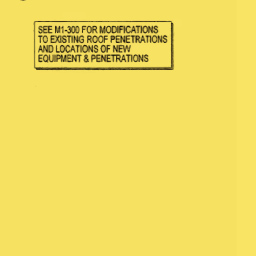 SEE M1-300 FOR MODIFICATIONS
TO EXISTING ROOF PENETRATIONS
AND LOCATIONS OF NEW
EQUIPMENT & PENETRATIONS